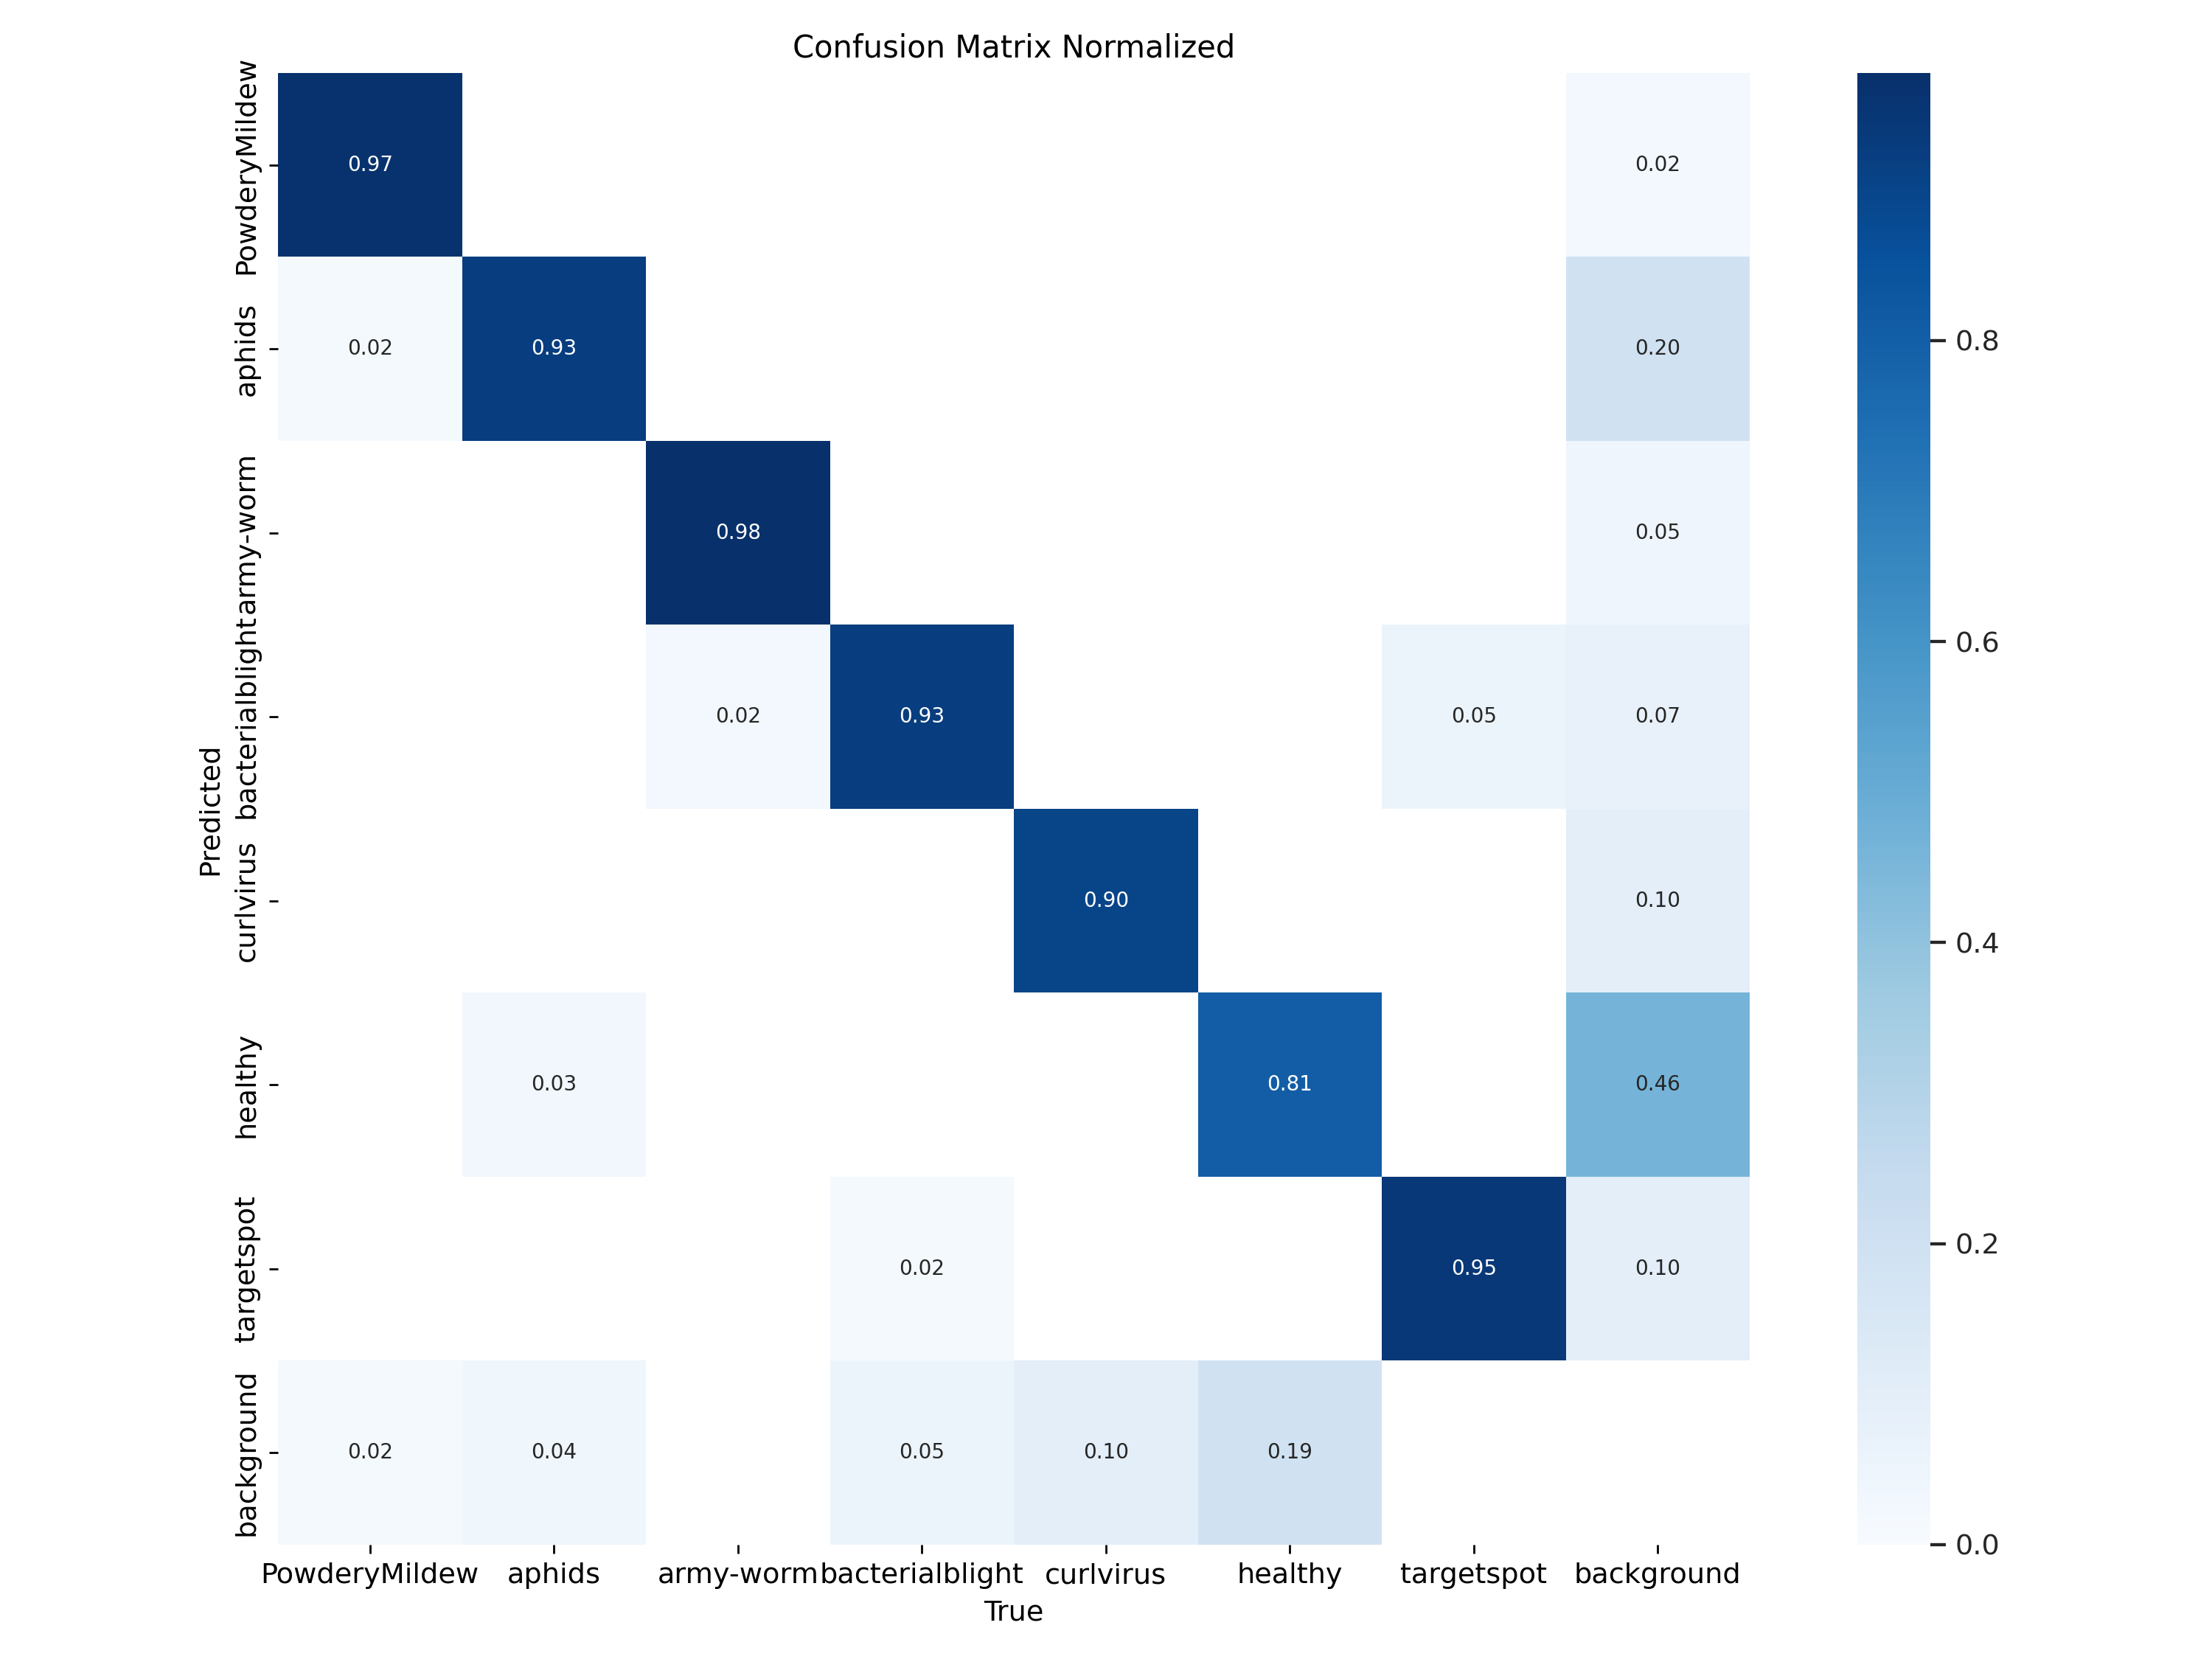 Confusion Matrix Normalized
Predicted
PowderyMildew
0.97
0.02
aphids
0.02
0.93
0.20
army-worm
0.98
0.05
bacterialblight
0.02
0.93
0.05
0.07
curlvirus
0.90
0.10
healthy
0.03
0.81
0.46
targetspot
0.02
0.95
0.10
background
0.02
0.04
0.05
0.10
0.19
PowderyMildew
aphids
army-worm
bacterialblight
curlvirus
healthy
targetspot
background
True
0.8
0.6
0.4
0.2
0.0